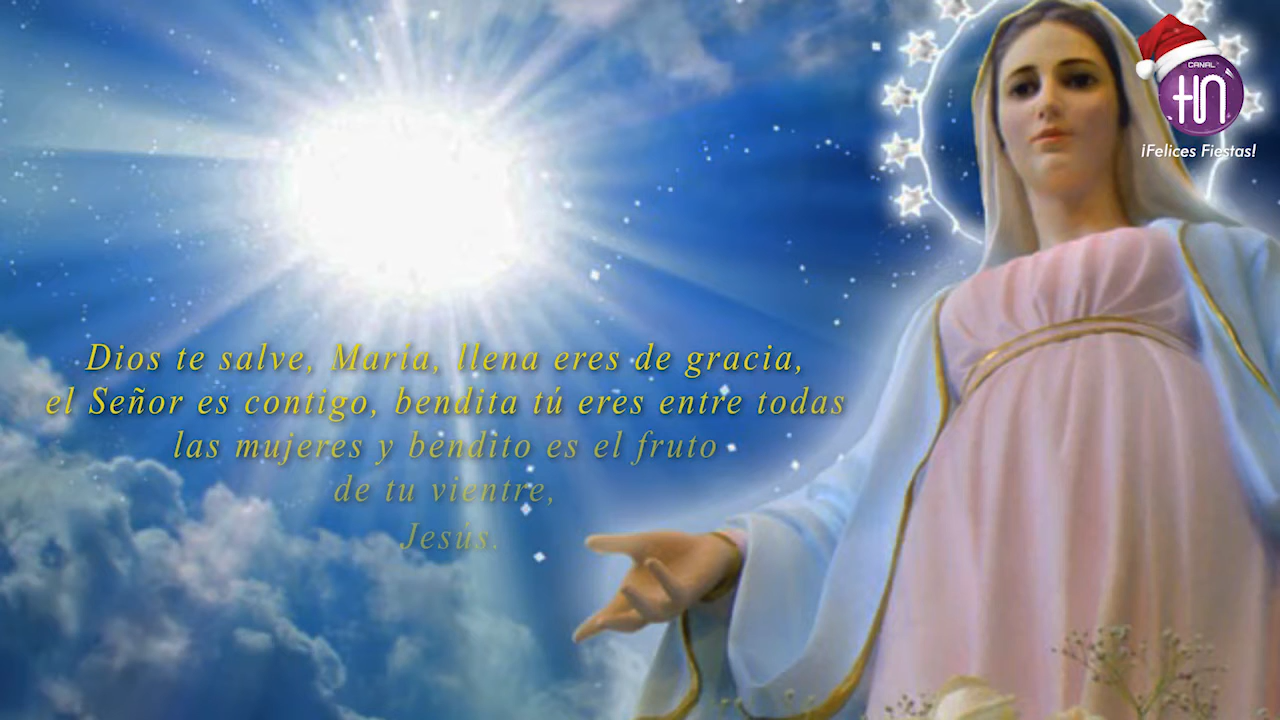 CANAL
HN
¡Felices Fiestas!
Dios te salve, María, llena eres de gracia,
el Señor es contigo, bendita tú eres entre todas
las mujeres y bendito es el fruto
de tu vientre,
Jesús.